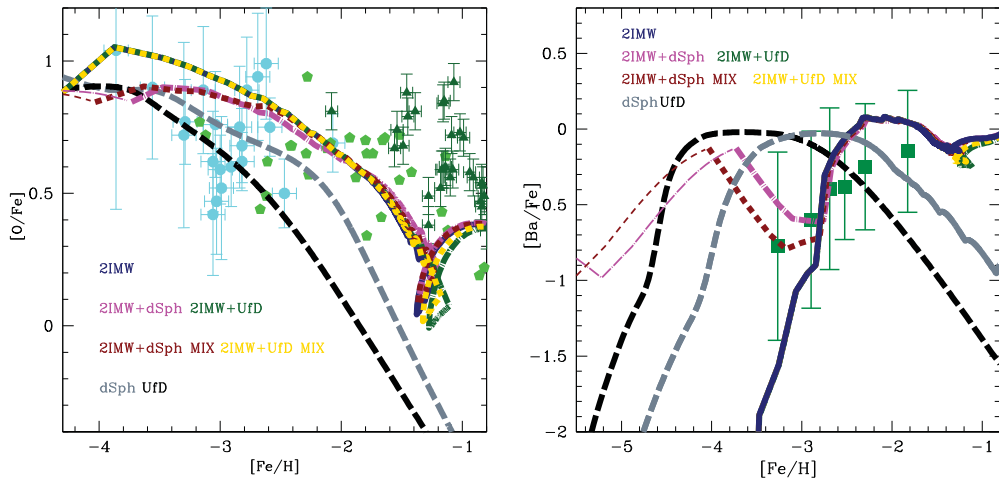 [O/Fe]
1
0.5
0
2IMW
2IMW+dSph 2IMW+UfD
2IMW+dSph MIX 2IMW+UfD MIX
dSph UfD
-4
-3
-2
-1
[Fe/H]
[Ba/Fe]
0.5
0
-0.5
-1
-1.5
-2
2IMW
2IMW+dSph 2IMW+UfD
2IMW+dSph MIX 2IMW+UfD MIX
dSph UfD
-5
-4
-3
-2
-1
[Fe/H]